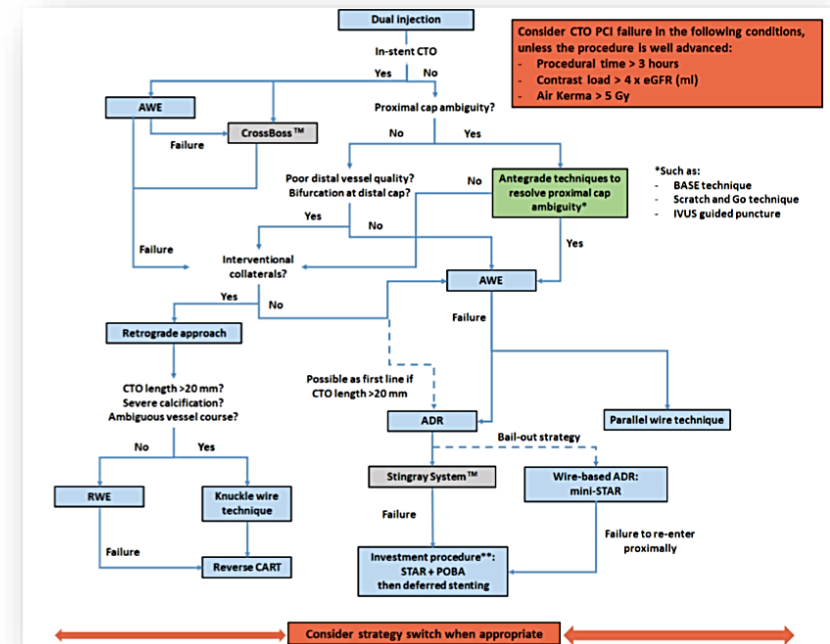 Dual injection
Consider CTO PCI failure in the following conditions,
unless the procedure is well advanced:
- Procedural time > 3 hours
- Contrast load > 4 x eGFR (ml)
- Air Kerma > 5 Gy
In-stent CTO
Yes
No
AWE
Proximal cap ambiguity?
CrossBoss™
Failure
No
Yes
Poor distal vessel quality?
Bifurcation at distal cap?
No
Antegrade techniques to
resolve proximal cap
ambiguity*
*Such as:
- BASE technique
- Scratch and Go technique
- IVUS guided puncture
Yes
No
Failure
Yes
Interventional
collaterals?
AWE
Yes
No
Failure
Retrograde approach
CTO length >20 mm?
Severe calcification?
Ambiguous vessel course?
Possible as first line if
CTO length >20 mm
ADR
Parallel wire technique
No
Yes
Bail-out strategy
Stingray System™
Wire-based ADR:
mini-STAR
RWE
Knuckle wire
technique
Failure
Failure to re-enter
proximally
Failure
Reverse CART
Investment procedure**:
STAR + POBA
then deferred stenting
Consider strategy switch when appropriate